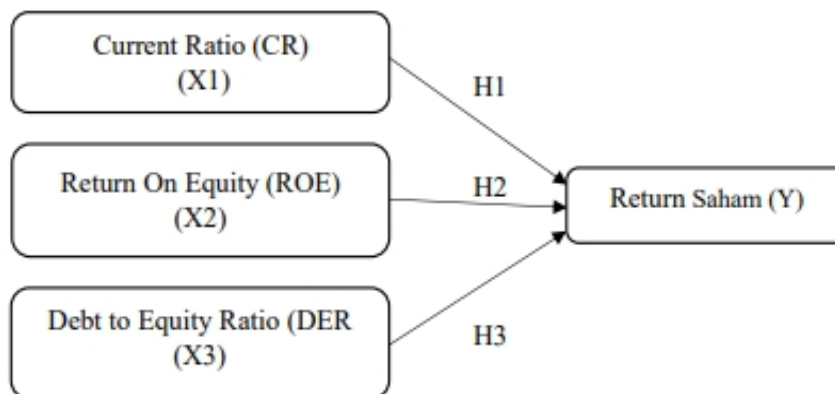 Current Ratio (CR)
(X1)
H1
Return On Equity (ROE)
(X2)
H2
Return Saham (Y)
Debt to Equity Ratio (DER
(X3)
H3